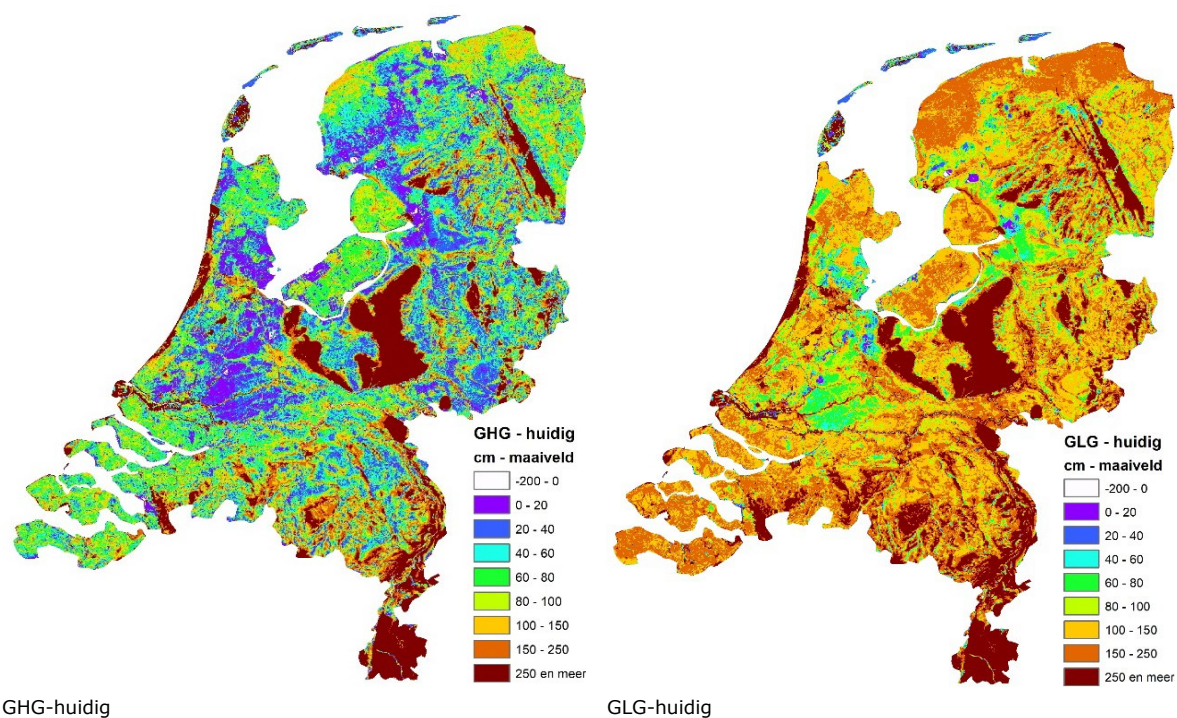 GHG - huidig
cm - maaiveld
-200 - 0
0 - 20
20 - 40
40 - 60
60 - 80
80 - 100
100 - 150
150 - 250
250 en meer
GHG-huidig
GLG - huidig
cm - maaiveld
-200 - 0
0 - 20
20 - 40
40 - 60
60 - 80
80 - 100
100 - 150
150 - 250
250 en meer
GLG-huidig